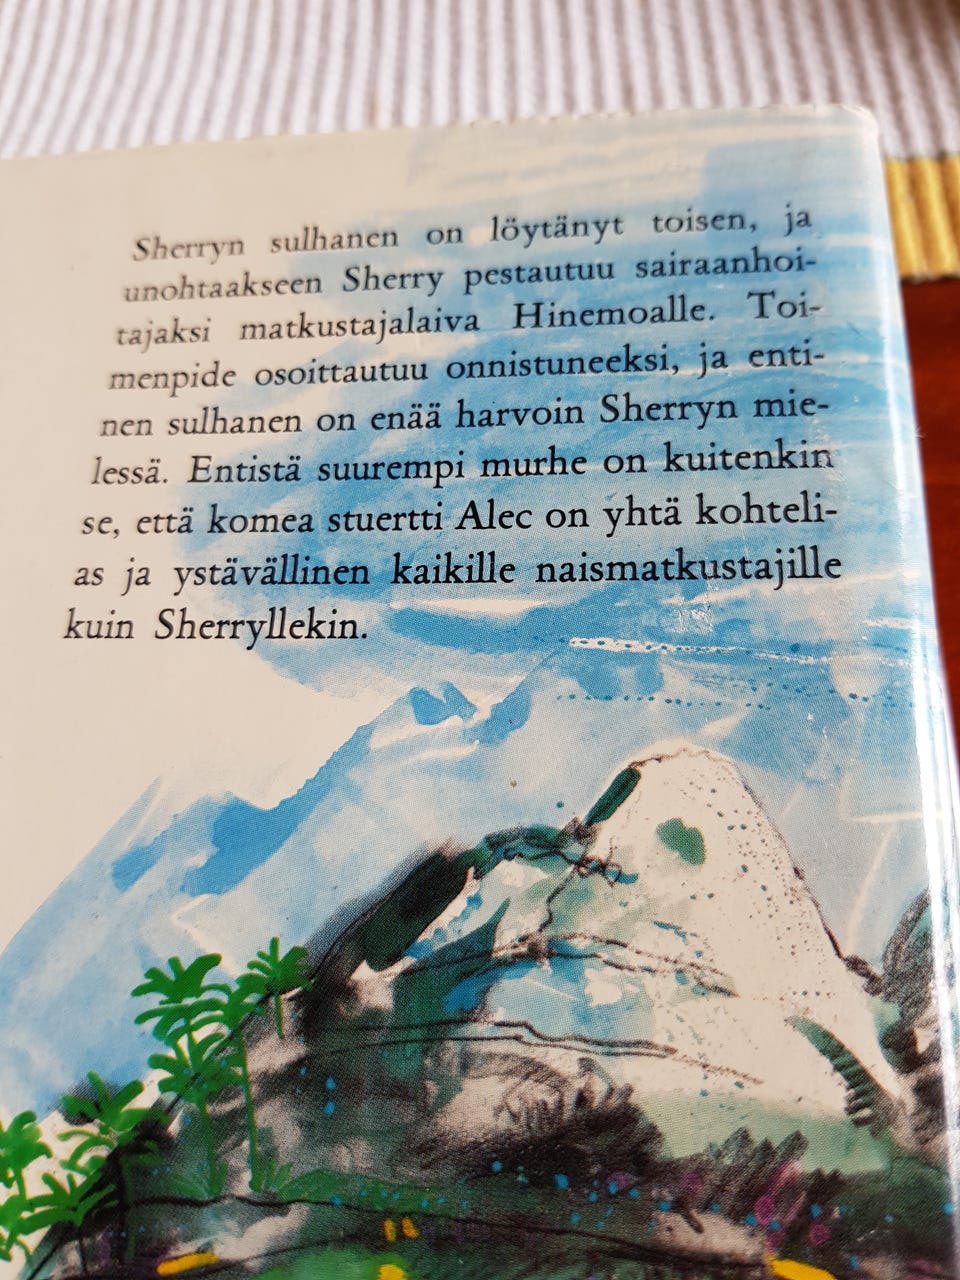 Sherryn sulhanen on löytänyt toisen, ja
unohtaakseen Sherry pestautuu sairaanhoi-
tajaksi matkustajalaiva Hinemoalle. Toi-
menpide osoittautuu onnistuneeksi, ja enti-
nen sulhanen on enää harvoin Sherryn mie-
lessä. Entistä suurempi murhe on kuitenkin
se, että komea stuertti Alec on yhtä kohteli-
as ja ystävällinen kaikille naismatkustajille
kuin Sherryllekin.